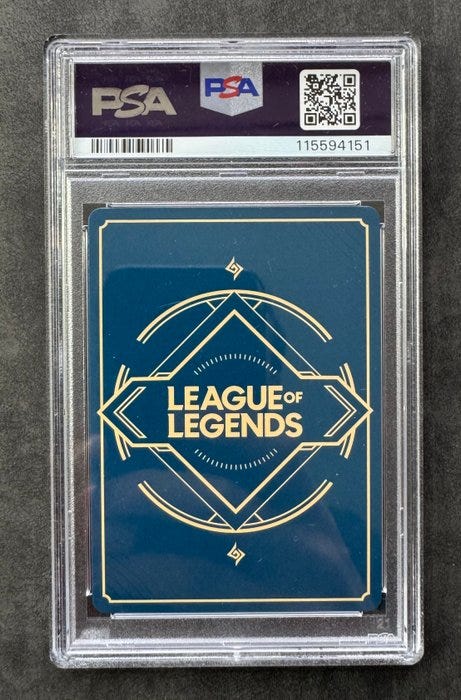 PSA
PSA
115594151
LEAGUE OF
LEGENDS